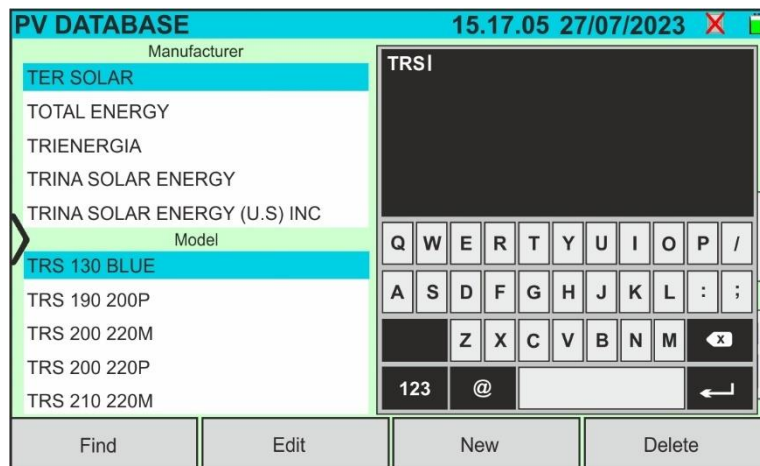 PV DATABASE 15.17.05 27/07/2023
Manufacturer
TER SOLAR
TOTAL ENERGY
TRIENERGIA
TRINA SOLAR ENERGY
TRINA SOLAR ENERGY (U.S) INC
Model
TRS 130 BLUE
TRS 190 200P
TRS 200 220M
TRS 200 220P
TRS 210 220M
TRS
Q W E R T Y U I O P /
A S D F G H J K L : ;
Z X C V B N M X
123 @
Find Edit New Delete